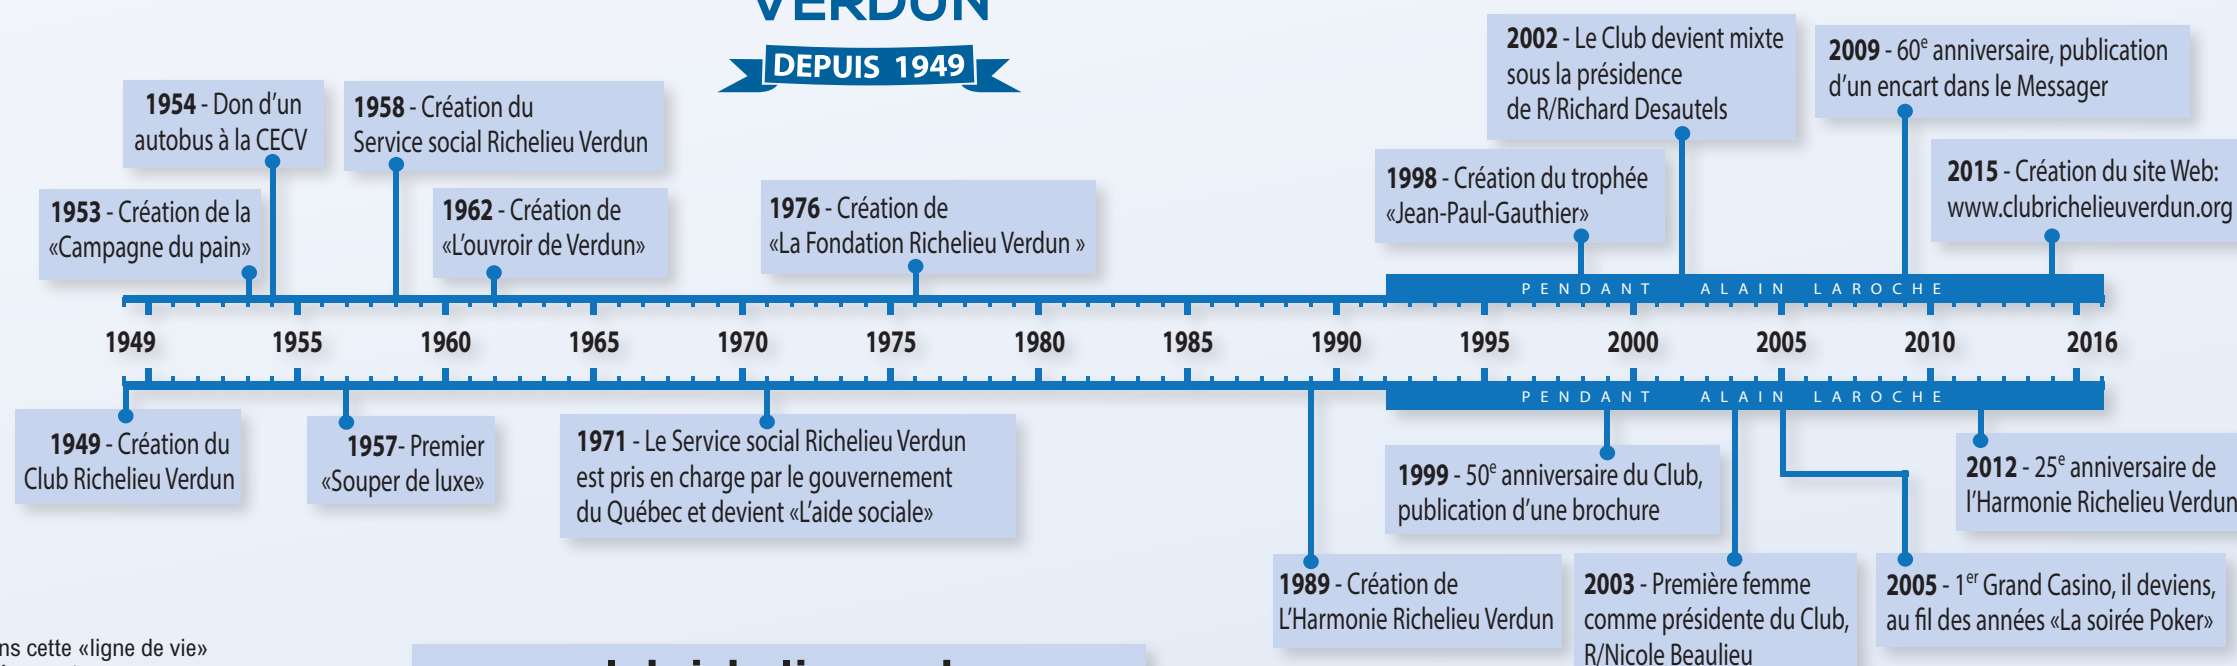 VERDUN
DEPUIS 1949
1954 - Don d’un
autobus à la CECV
1958 - Création du
Service social Richelieu Verdun
2002 - Le Club devient mixte
sous la présidence
de R/Richard Desautels
2009 - 60e anniversaire, publication
d’un encart dans le Messager
1953 - Création de la
«Campagne du pain»
1962 - Création de
«L’ouvroir de Verdun»
1976 - Création de
«La Fondation Richelieu Verdun »
1998 - Création du trophée
«Jean-Paul-Gauthier»
2015 - Création du site Web:
www.clubrichelieuverdun.org
PENDANT ALAIN LAROCHE
1949 1955 1960 1965 1970 1975 1980 1985 1990 1995 2000 2005 2010 2016
PENDANT ALAIN LAROCHE
1949 - Création du
Club Richelieu Verdun
1957- Premier
«Souper de luxe»
1971 - Le Service social Richelieu Verdun
est pris en charge par le gouvernement
du Québec et devient «L’aide sociale»
1999 - 50e anniversaire du Club,
publication d’une brochure
2012 - 25e anniversaire de
l’Harmonie Richelieu Verdun
1989 - Création de
L’Harmonie Richelieu Verdun
2003 - Première femme
comme présidente du Club,
R/Nicole Beaulieu
2005 - 1er Grand Casino, il deviens,
au fil des années «La soirée Poker»
ns cette «ligne de vie»